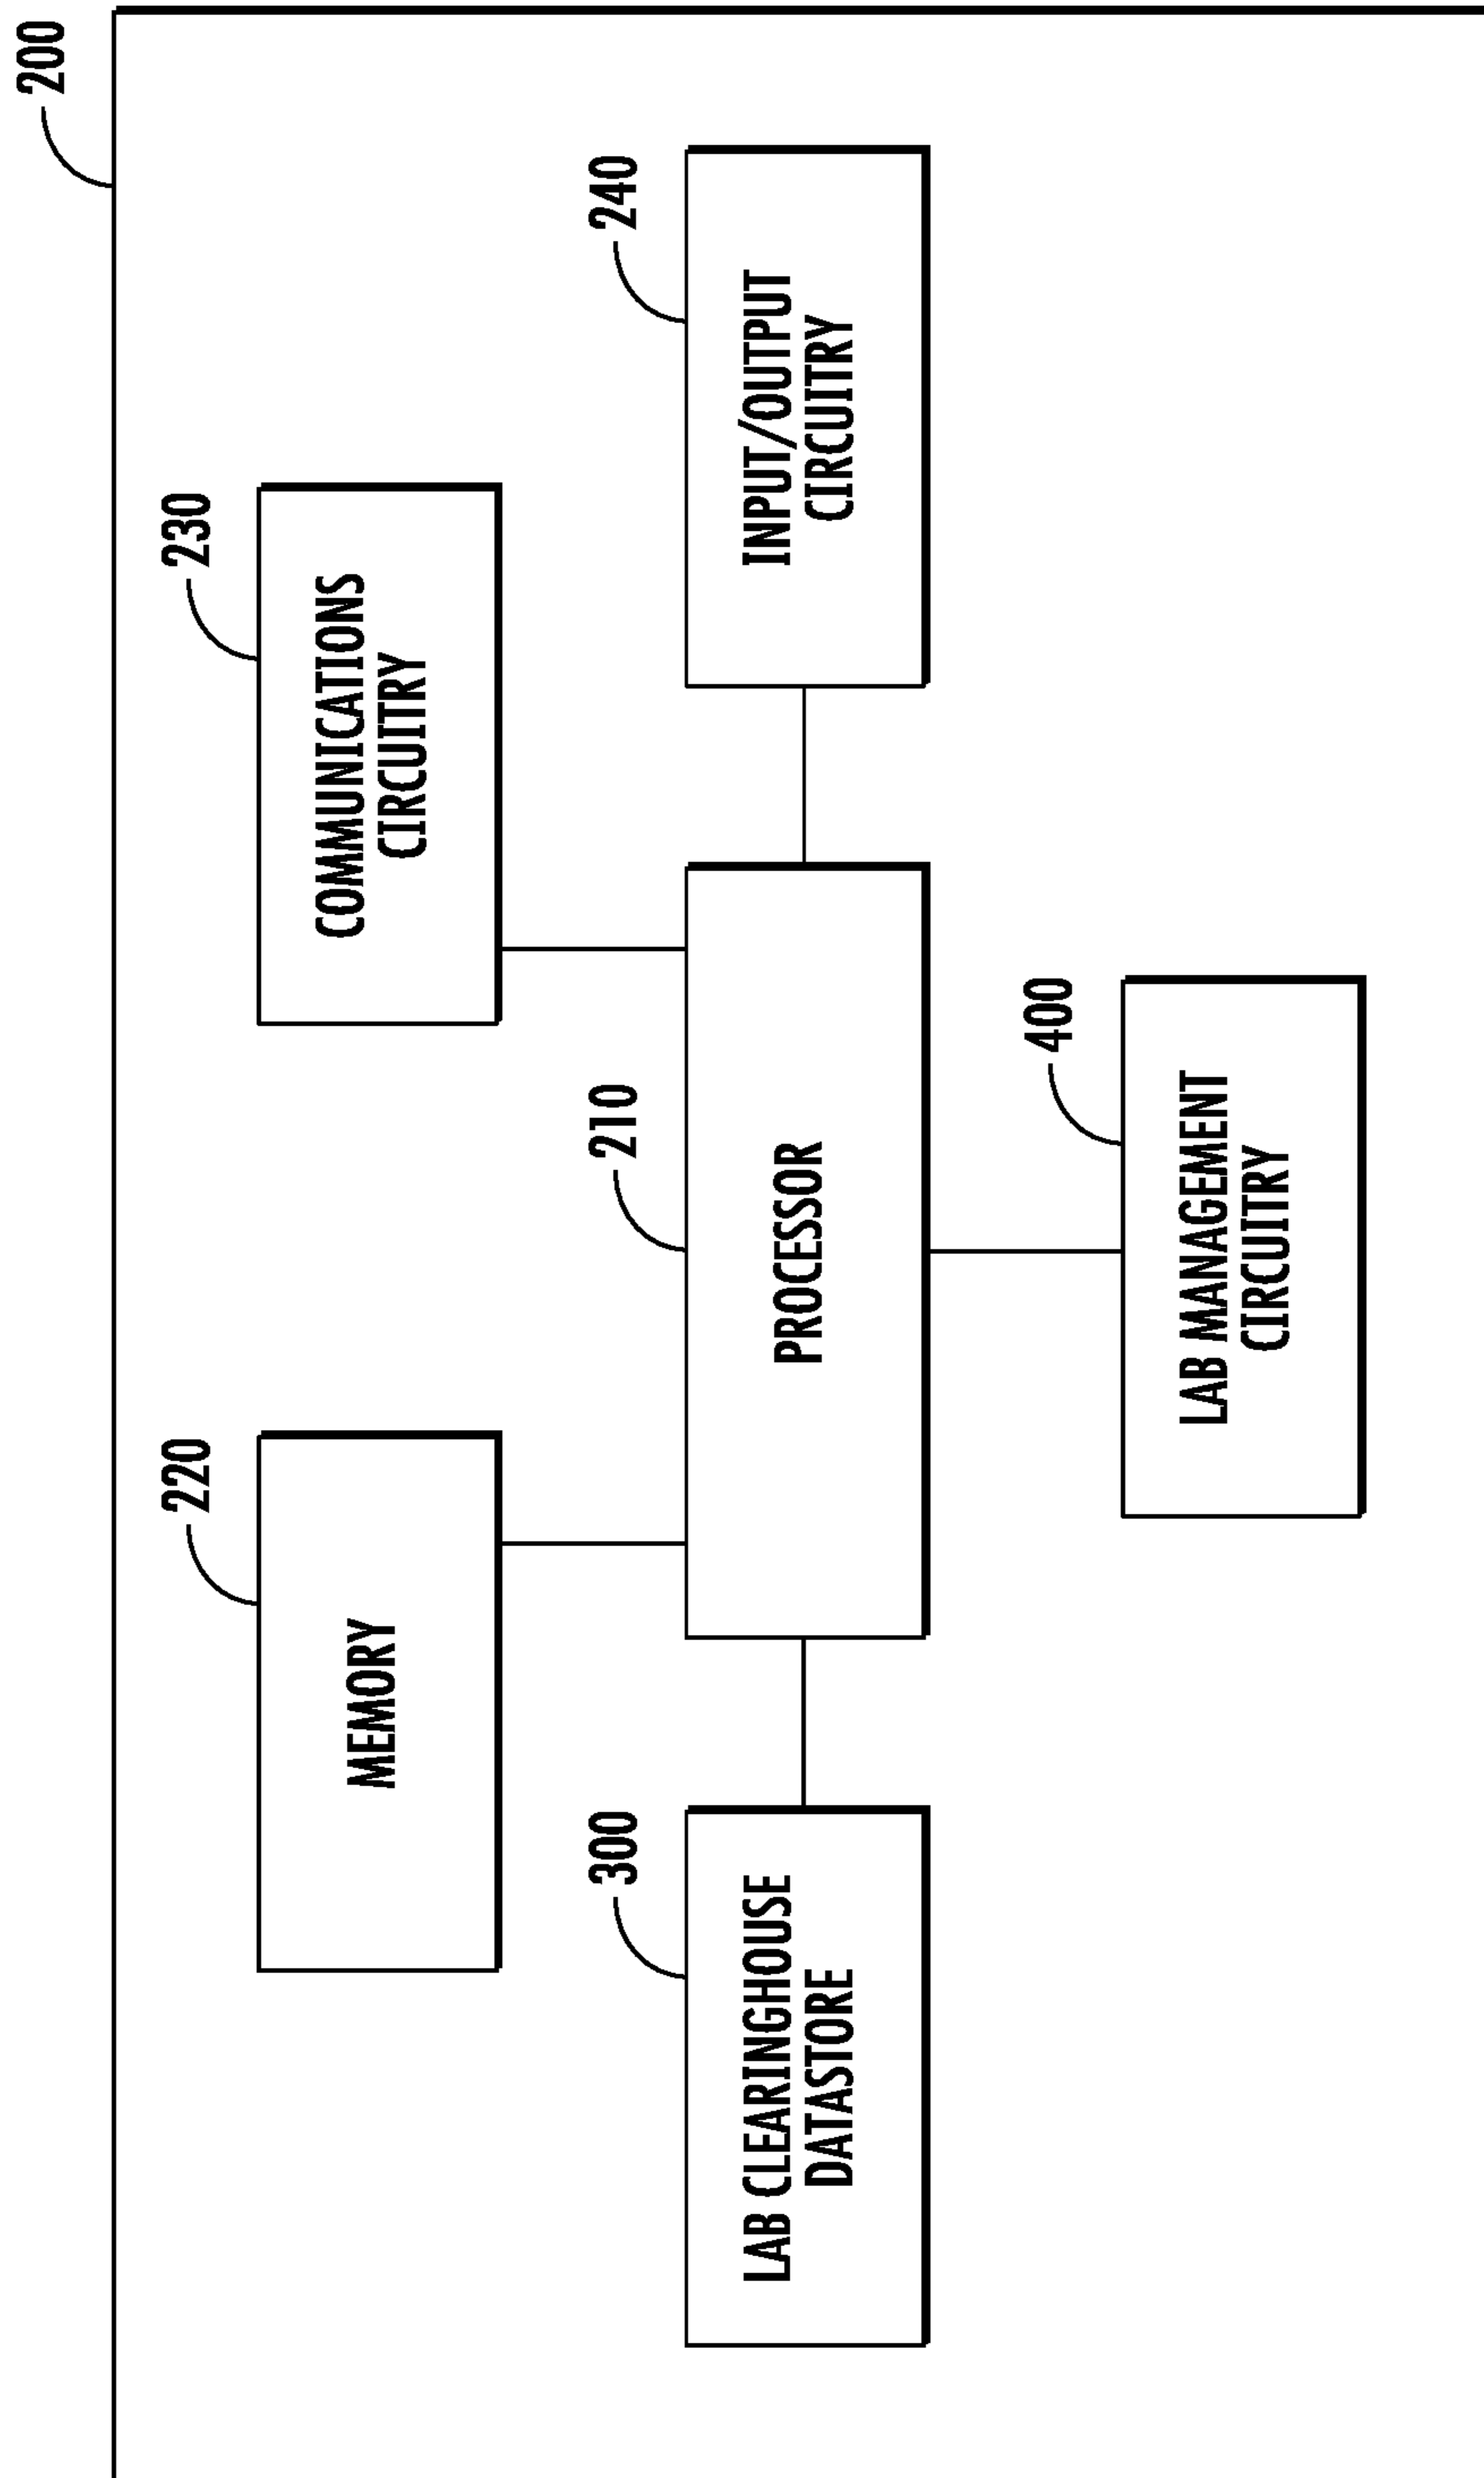 200
220
MEMORY
230
COMMUNICATIONS
CIRCUITRY
300
LAB CLEARINGHOUSE
DATASTORE
210
PROCESSOR
240
INPUT/OUTPUT
CIRCUITRY
400
LAB MANAGEMENT
CIRCUITRY